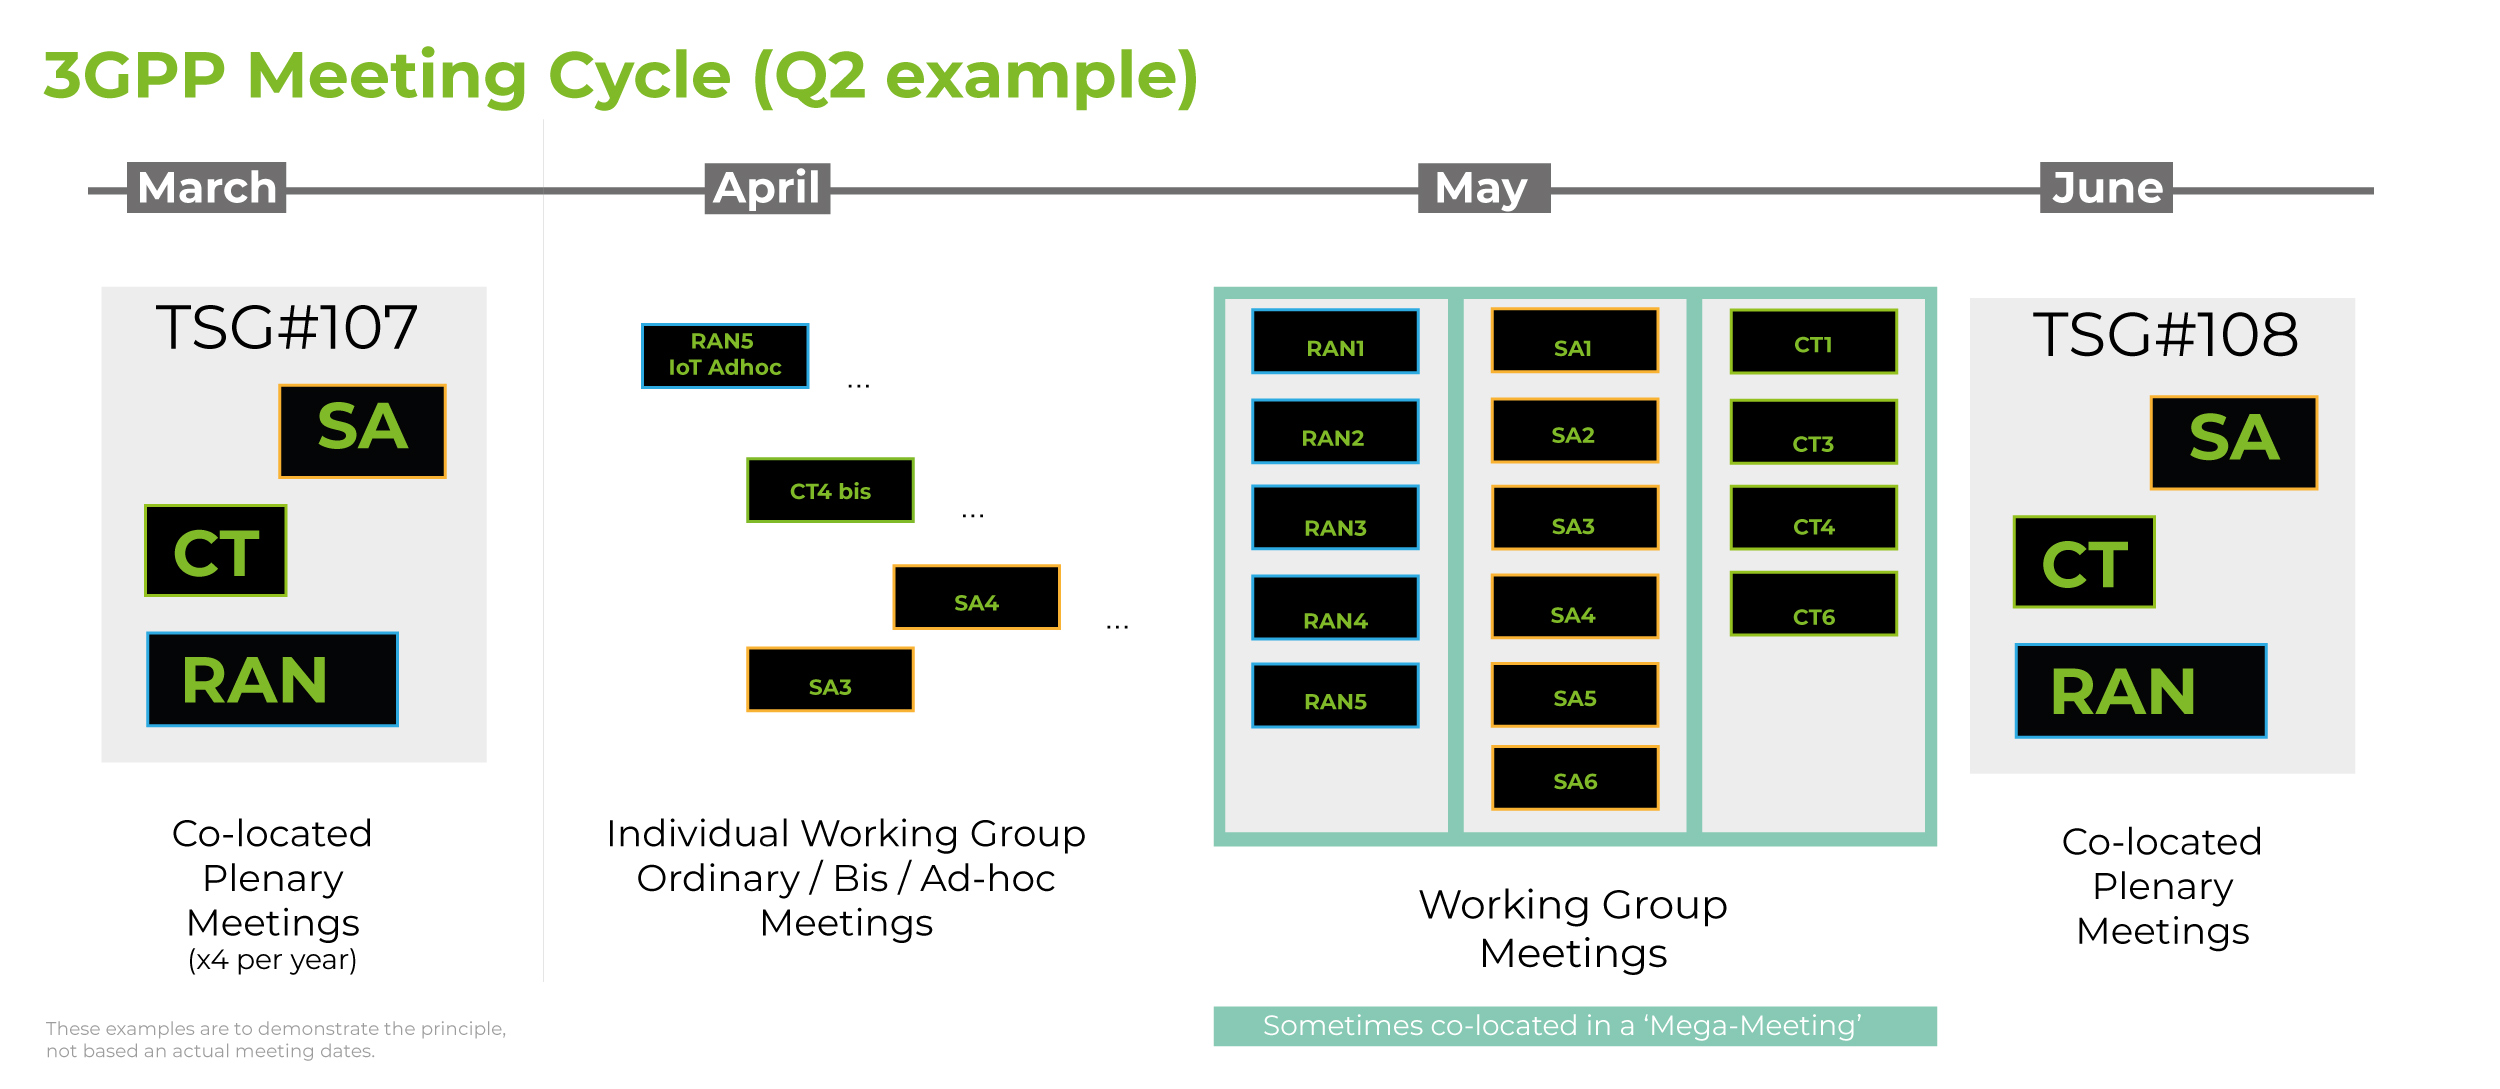 3GPP Meeting Cycle (Q2 example)
March
April
May
June
TSG#107
SA
CT
RAN
Co-located
Plenary
Meetings
(x4 per year)
RAN5
IoT Adhoc
...
CT4 bis
...
SA4
...
SA3
Individual Working Group
Ordinary / Bis / Ad-hoc
Meetings
RAN1
RAN2
RAN3
RAN4
RAN5
SA1
SA2
SA3
SA4
SA5
SA6
CT1
CT3
CT4
CT6
Working Group
Meetings
Sometimes co-located in a ‘Mega-Meeting’
TSG#108
SA
CT
RAN
Co-located
Plenary
Meetings
These examples are to demonstrate the principle,
not based an actual meeting dates.